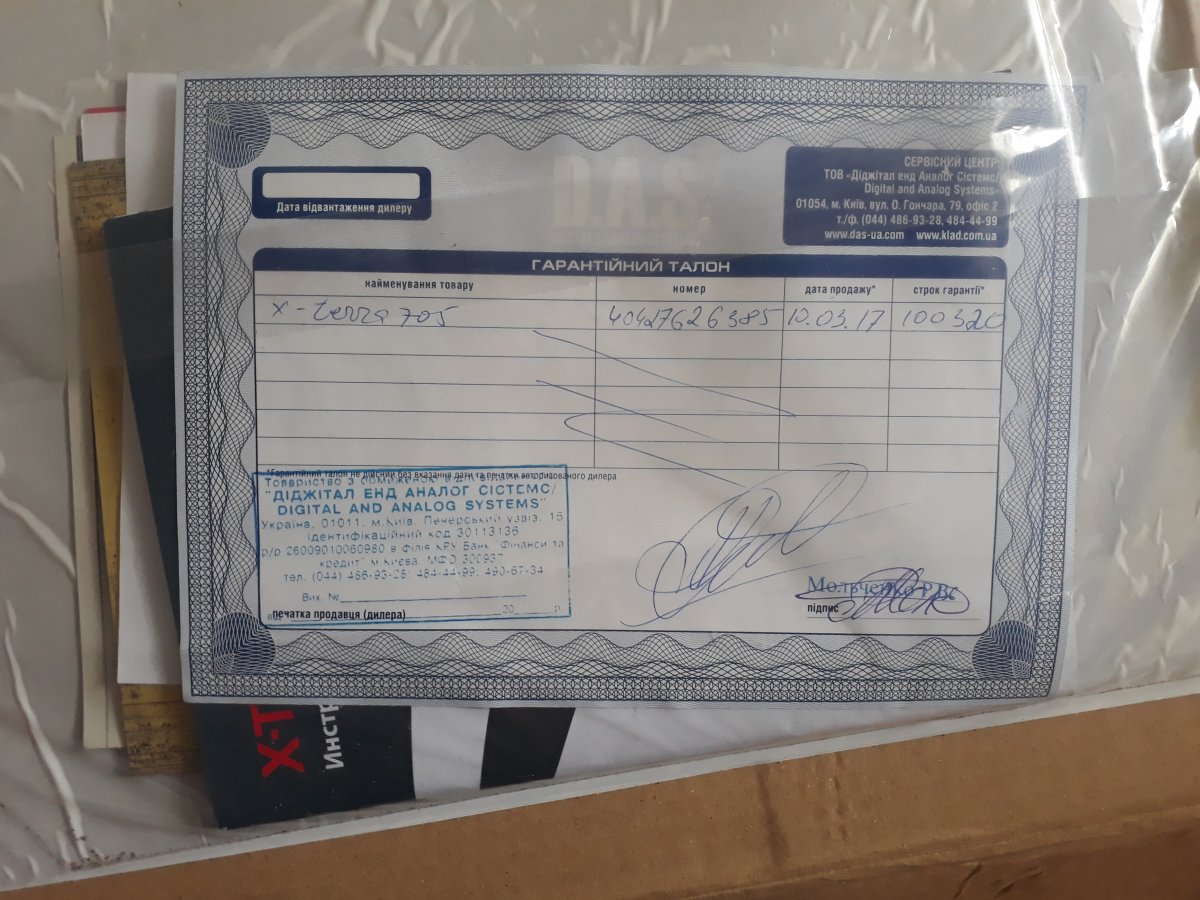 D.A.S.
СЕРВІСНИЙ ЦЕНТР:
ТОВ «Діджітал енд Аналог Сістемс/
Digital and Analog Systems»
01054, м. Київ, вул. О. Гончара, 79, офіс 2
т./ф. (044) 486-93-28, 484-44-99
www.das-ua.com www.klad.com.ua
Дата відвантаження дилеру
ГАРАНТІЙНИЙ ТАЛОН
найменування товару номер дата продажу* строк гарантії*
X-Terra 705 40427626385 10.03.17 100320
*Гарантійний талон не дійсний без вказання дати та печатки авторизованого дилера
Товариство з обмеженою
"ДІДЖІТАЛ ЕНД АНАЛОГ СІСТЕМС/
DIGITAL AND ANALOG SYSTEMS"
Україна, 01011, м.Київ, Печерський узвіз, 15
Ідентифікаційний код 30113136
р/р 26009010060980 в Філія КРУ Банк "Фінанси та
кредит" м.Києва, МФО 300937
тел. (044) 486-93-28; 484-44-99; 490-67-34
Вих. №
20 р.
печатка продавця (дилера)
Мольченко Р.В.
підпис
X-T
Инстр